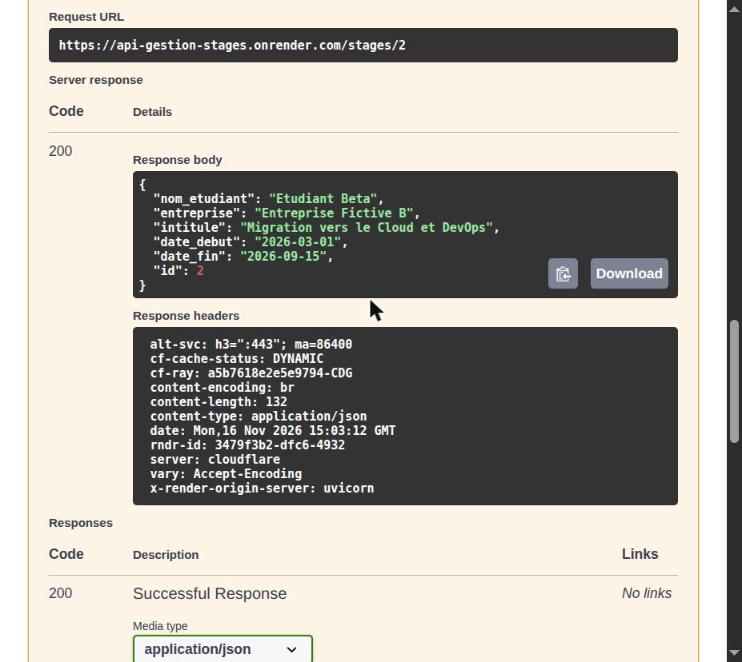 Request URL
https://api-gestion-stages.onrender.com/stages/2
Server response
Code Details
200
Response body
{
"nom_etudiant": "Etudiant Beta",
"entreprise": "Entreprise Fictive B",
"intitule": "Migration vers le Cloud et DevOps",
"date_debut": "2026-03-01",
"date_fin": "2026-09-15",
"id": 2
}
Download
Response headers
alt-svc: h3=":443"; ma=86400
cf-cache-status: DYNAMIC
cf-ray: a5b7618e2e5e9794-CDG
content-encoding: br
content-length: 132
content-type: application/json
date: Mon,16 Nov 2026 15:03:12 GMT
rndr-id: 3479f3b2-dfc6-4932
server: cloudflare
vary: Accept-Encoding
x-render-origin-server: uvicorn
Responses
Code Description Links
200 Successful Response No links
Media type
application/json